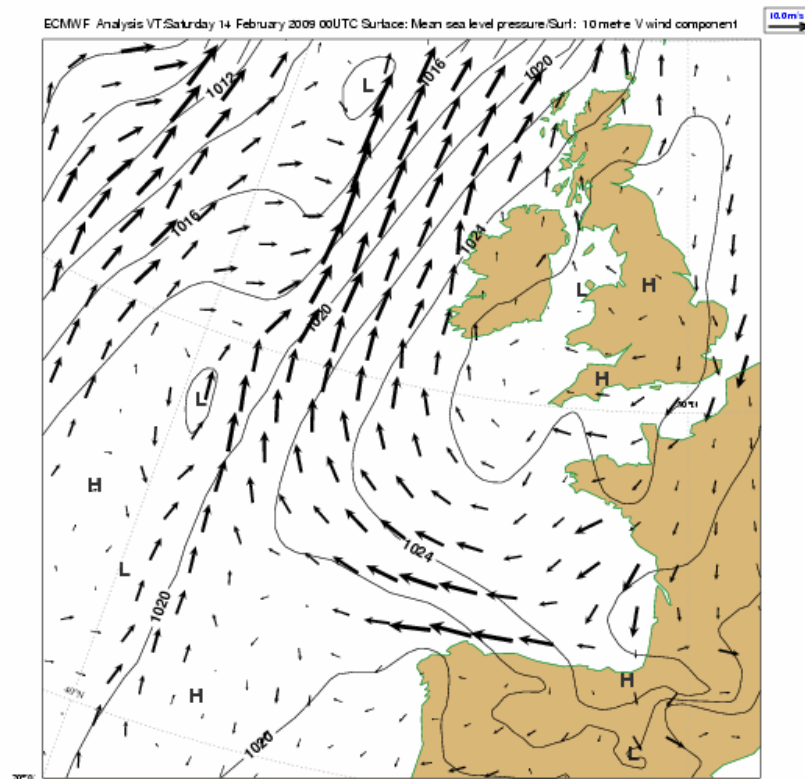 ECMWF Analysis VT:Saturday 14 February 2009 00UTC Surface: Mean sea level pressure/Surf: 10 metre V wind component
10.0m/s
L
1016
1020
1012
1016
1024
H
L
1020
H
L
H
1024
L
1020
H
H
1020
L